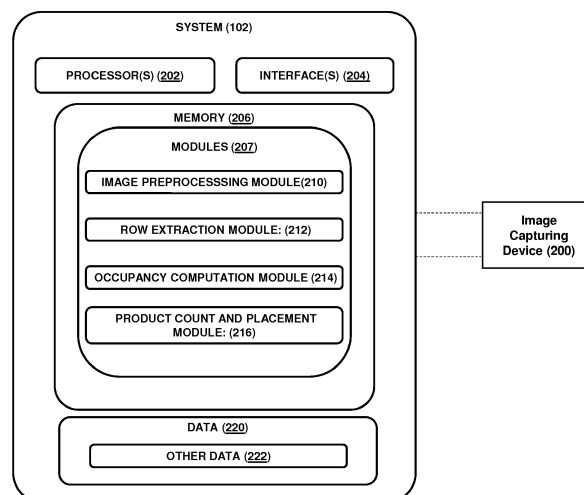 SYSTEM (102)
PROCESSOR(S) (202)
INTERFACE(S) (204)
MEMORY (206)
MODULES (207)
IMAGE PREPROCESSSING MODULE(210)
ROW EXTRACTION MODULE: (212)
OCCUPANCY COMPUTATION MODULE (214)
PRODUCT COUNT AND PLACEMENT
MODULE: (216)
DATA (220)
OTHER DATA (222)
Image
Capturing
Device (200)